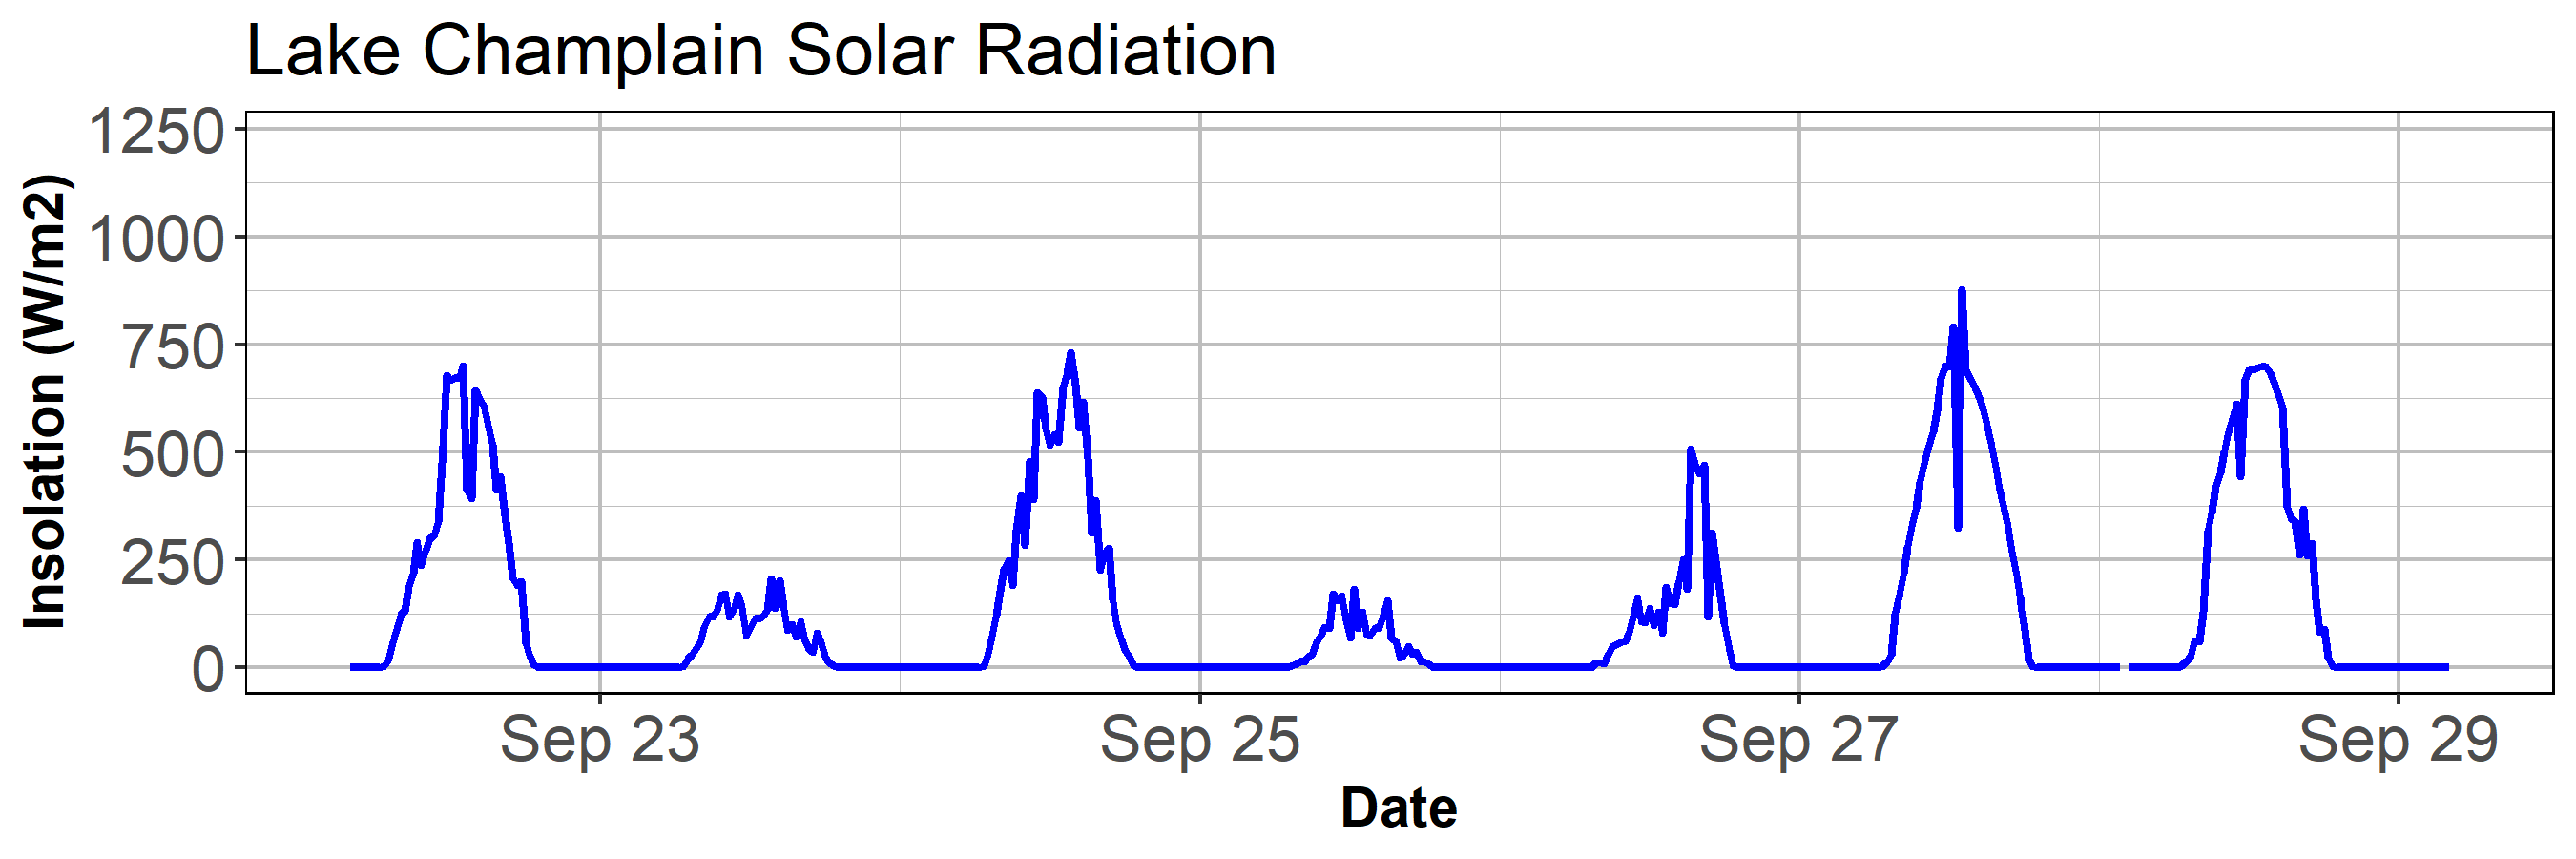 Lake Champlain Solar Radiation
Insolation (W/m2)
1250
1000
750
500
250
0
Sep 23 Sep 25 Sep 27 Sep 29
Date